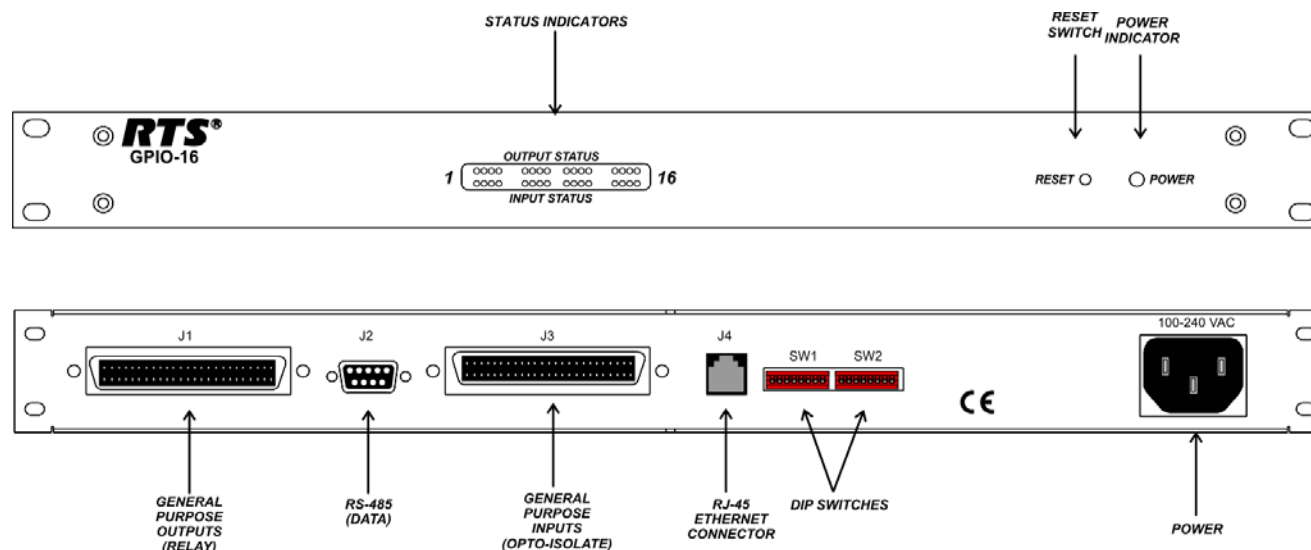 STATUS INDICATORS
RESET
SWITCH
POWER
INDICATOR
RTS®
GPIO-16
OUTPUT STATUS
1
16
INPUT STATUS
RESET
POWER
J1
J2
J3
J4
SW1
SW2
100-240 VAC
CE
GENERAL
PURPOSE
OUTPUTS
(RELAY)
RS-485
(DATA)
GENERAL
PURPOSE
INPUTS
(OPTO-ISOLATE)
RJ-45
ETHERNET
CONNECTOR
DIP SWITCHES
POWER